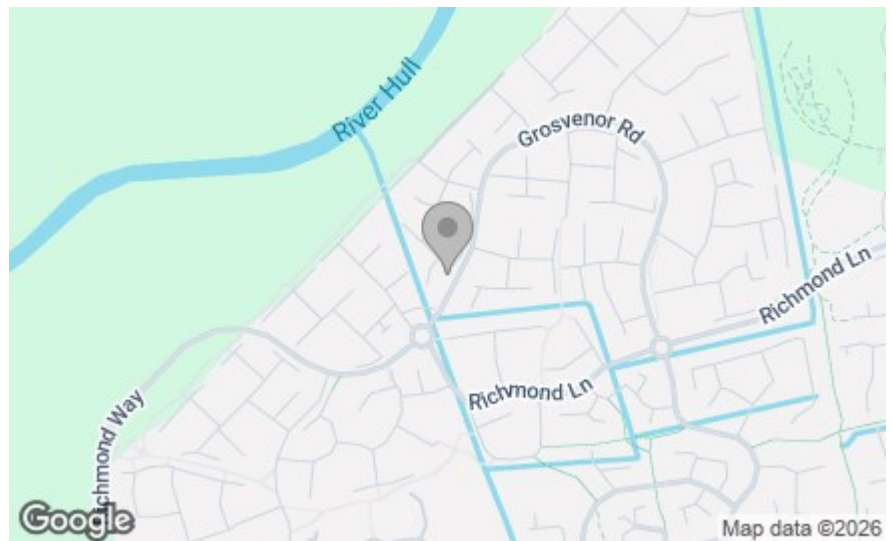 River Hull
Grosvenor Rd
Richmond Ln
Richmond Ln
Richmond Way
Google
Map data ©2026